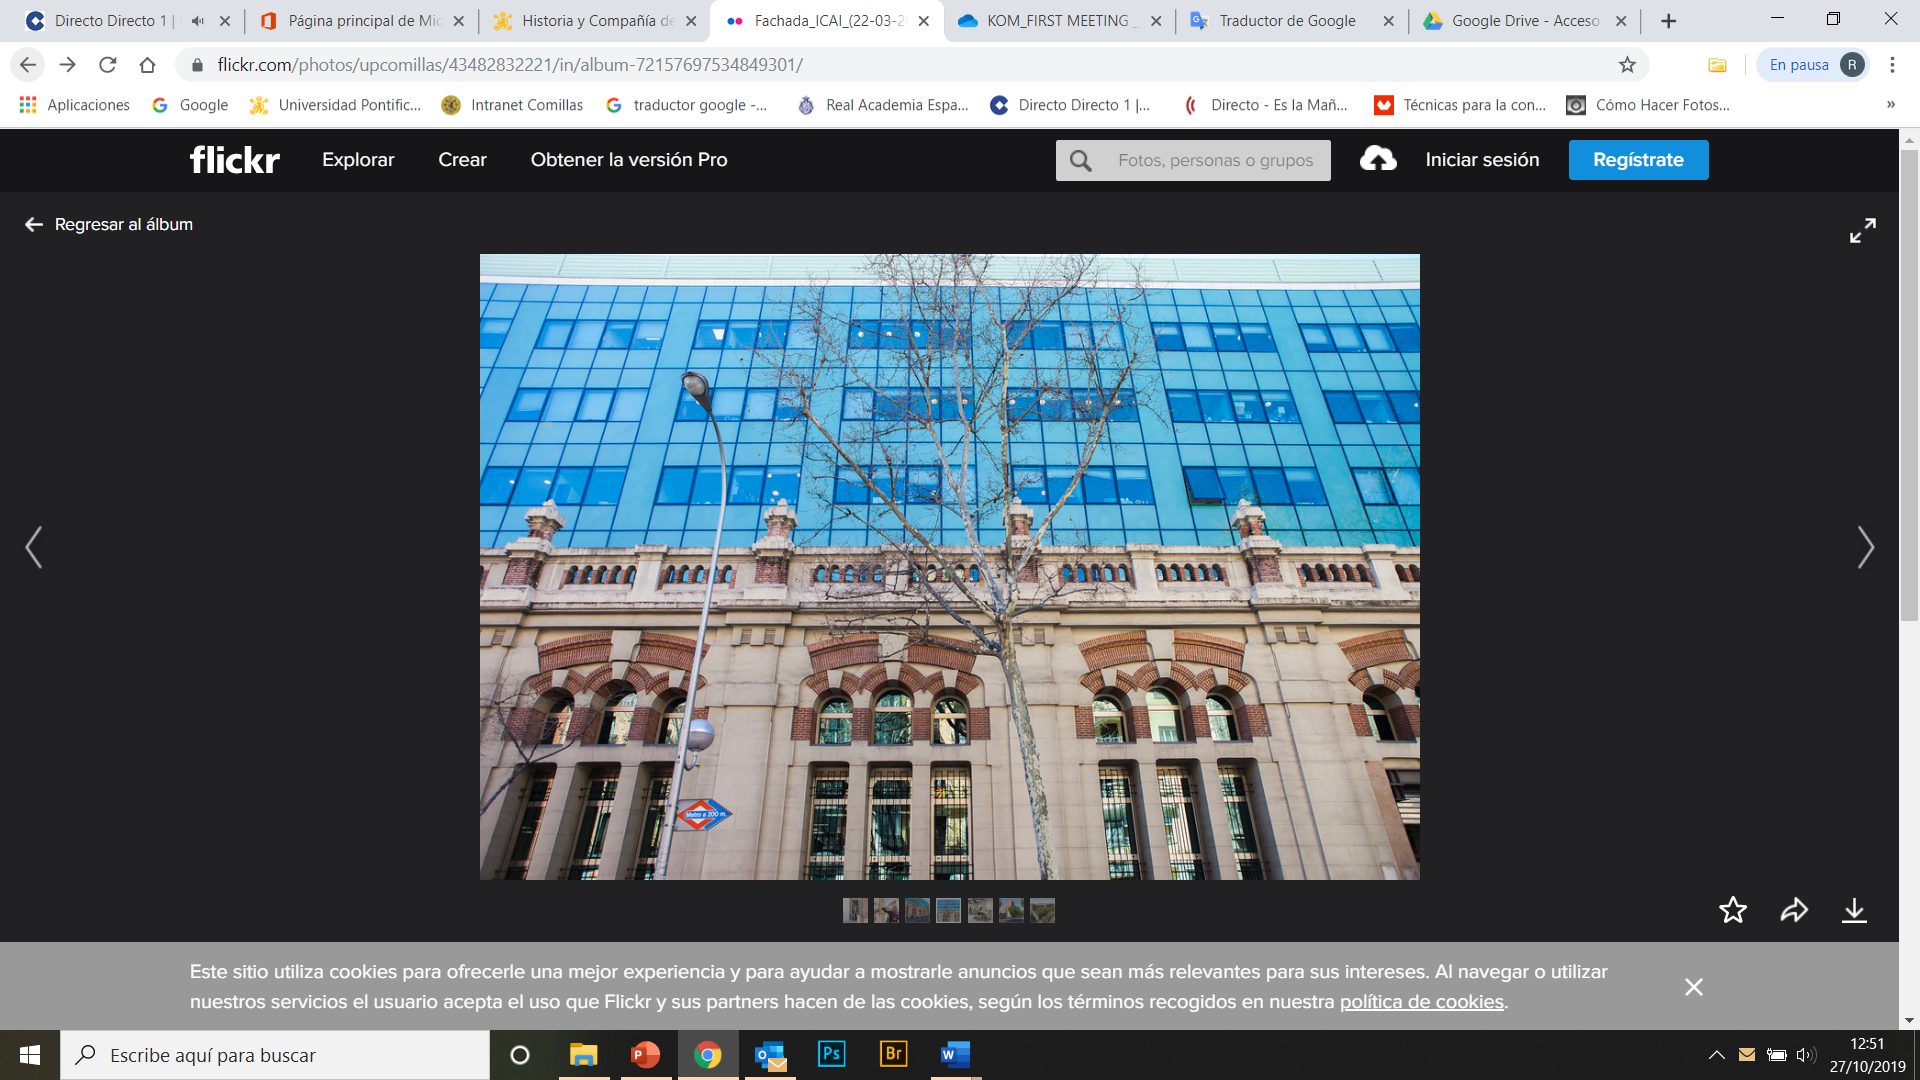 Directo Directo 1 |
Página principal de Mic
Historia y Compañía de
Fachada_ICAI_(22-03-2
KOM_FIRST MEETING _
Traductor de Google
Google Drive - Acceso
flickr.com/photos/upcomillas/43482832221/in/album-72157697534849301/
En pausa R
Aplicaciones
Google
Universidad Pontific...
Intranet Comillas
traductor google -...
Real Academia Espa...
Directo Directo 1 |...
Directo - Es la Mañ...
Técnicas para la con...
Cómo Hacer Fotos...
»
flickr
Explorar
Crear
Obtener la versión Pro
Fotos, personas o grupos
Iniciar sesión
Regístrate
Regresar al álbum
Metro a 200 m.
Este sitio utiliza cookies para ofrecerle una mejor experiencia y para ayudar a mostrarle anuncios que sean más relevantes para sus intereses. Al navegar o utilizar
nuestros servicios el usuario acepta el uso que Flickr y sus partners hacen de las cookies, según los términos recogidos en nuestra política de cookies.
Escribe aquí para buscar
Ps
Br
12:51
27/10/2019